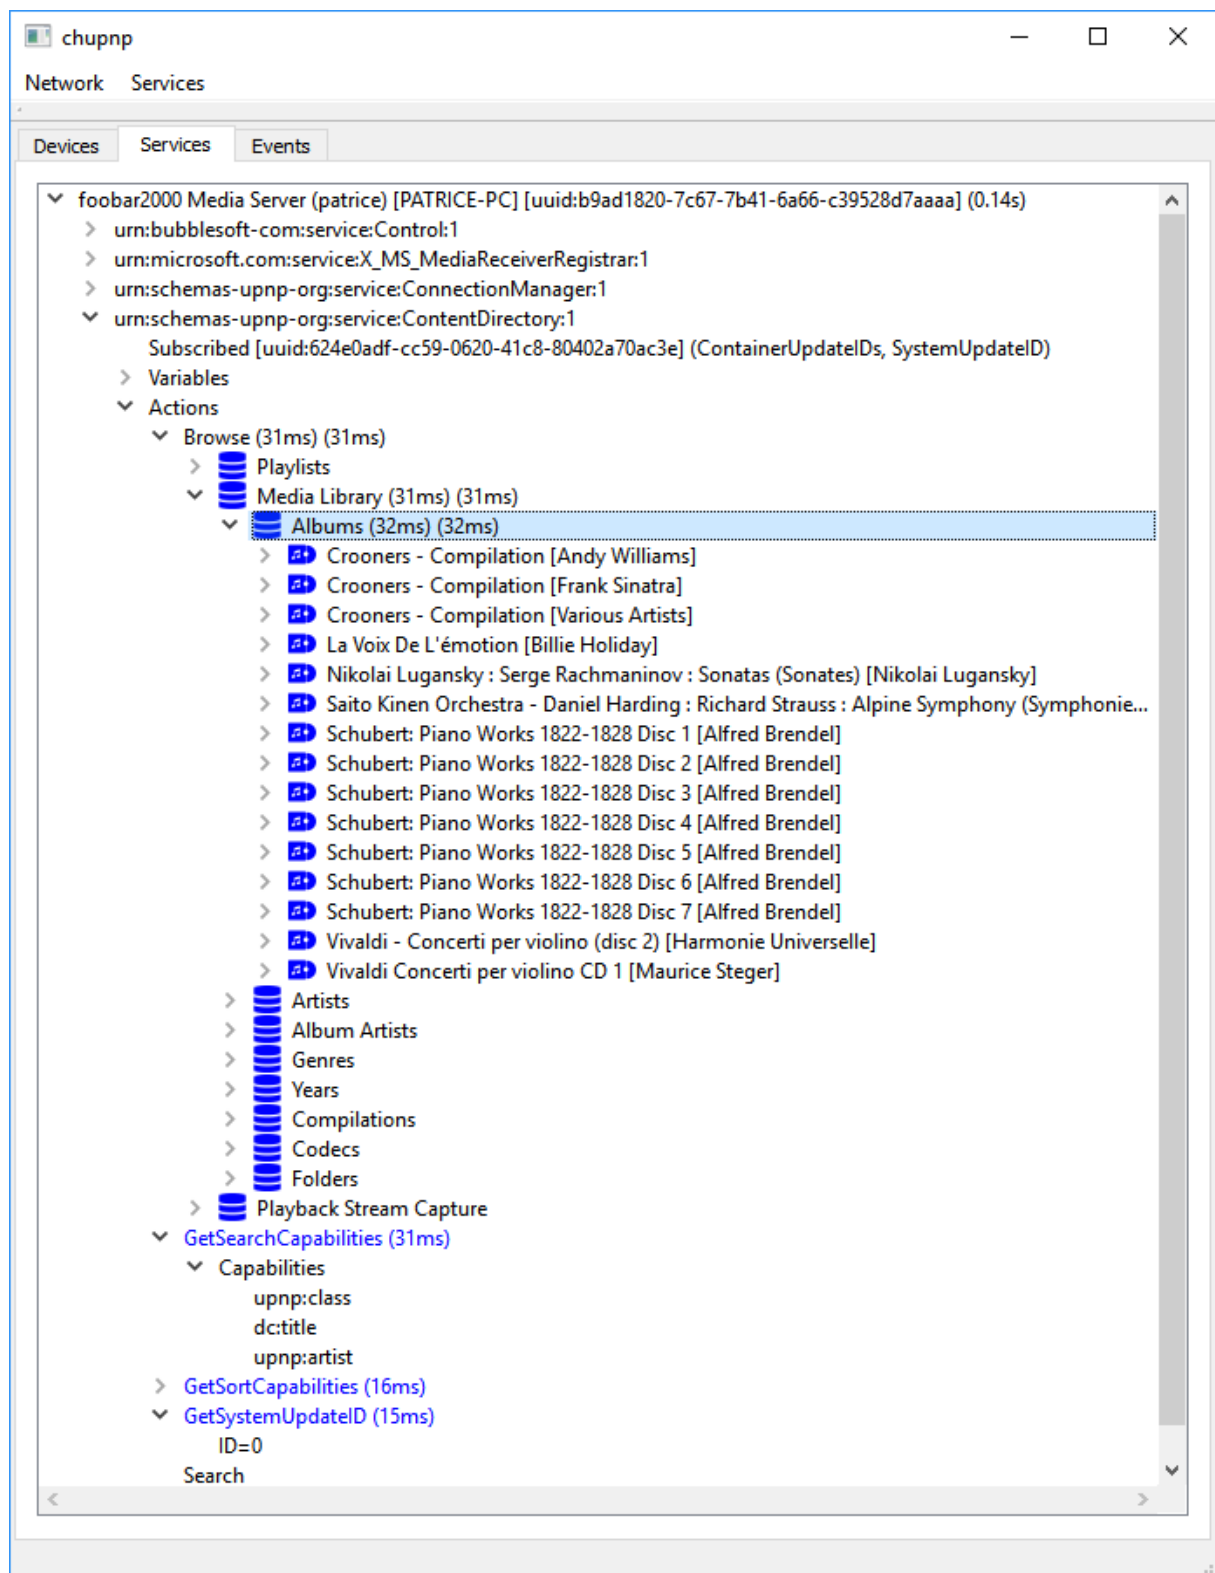 chupnp
Network Services
Devices Services Events
foobar2000 Media Server (patrice) [PATRICE-PC] [uuid:b9ad1820-7c67-7b41-6a66-c39528d7aaaa] (0.14s)
urn:bubblesoft-com:service:Control:1
urn:microsoft.com:service:X_MS_MediaReceiverRegistrar:1
urn:schemas-upnp-org:service:ConnectionManager:1
urn:schemas-upnp-org:service:ContentDirectory:1
Subscribed [uuid:624e0adf-cc59-0620-41c8-80402a70ac3e] (ContainerUpdateIDs, SystemUpdateID)
Variables
Actions
Browse (31ms) (31ms)
Playlists
Media Library (31ms) (31ms)
Albums (32ms) (32ms)
Crooners - Compilation [Andy Williams]
Crooners - Compilation [Frank Sinatra]
Crooners - Compilation [Various Artists]
La Voix De L'émotion [Billie Holiday]
Nikolai Lugansky : Serge Rachmaninov : Sonatas (Sonates) [Nikolai Lugansky]
Saito Kinen Orchestra - Daniel Harding : Richard Strauss : Alpine Symphony (Symphonie...
Schubert: Piano Works 1822-1828 Disc 1 [Alfred Brendel]
Schubert: Piano Works 1822-1828 Disc 2 [Alfred Brendel]
Schubert: Piano Works 1822-1828 Disc 3 [Alfred Brendel]
Schubert: Piano Works 1822-1828 Disc 4 [Alfred Brendel]
Schubert: Piano Works 1822-1828 Disc 5 [Alfred Brendel]
Schubert: Piano Works 1822-1828 Disc 6 [Alfred Brendel]
Schubert: Piano Works 1822-1828 Disc 7 [Alfred Brendel]
Vivaldi - Concerti per violino (disc 2) [Harmonie Universelle]
Vivaldi Concerti per violino CD 1 [Maurice Steger]
Artists
Album Artists
Genres
Years
Compilations
Codecs
Folders
Playback Stream Capture
GetSearchCapabilities (31ms)
Capabilities
upnp:class
dc:title
upnp:artist
GetSortCapabilities (16ms)
GetSystemUpdateID (15ms)
ID=0
Search